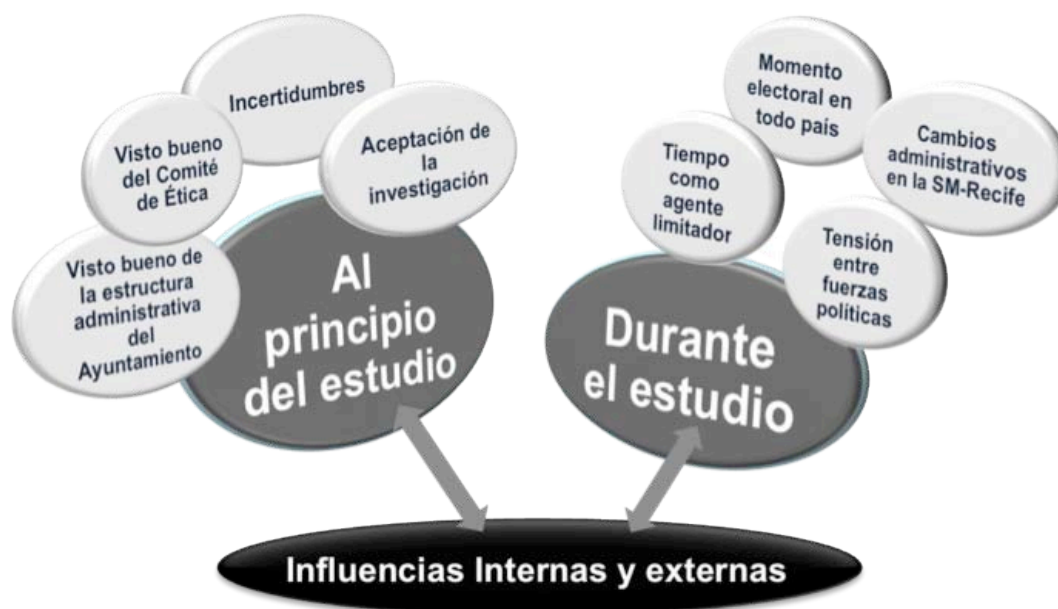 Incertidumbres
Visto bueno
del Comité
de Ética
Aceptación de
la
investigación
Visto bueno de
la estructura
administrativa
del
Ayuntamiento
Al
principio
del estudio
Momento
electoral en
todo país
Cambios
administrativos
en la SM-Recife
Tiempo
como
agente
limitador
Tensión
entre
fuerzas
políticas
Durante
el estudio
Influencias Internas y externas